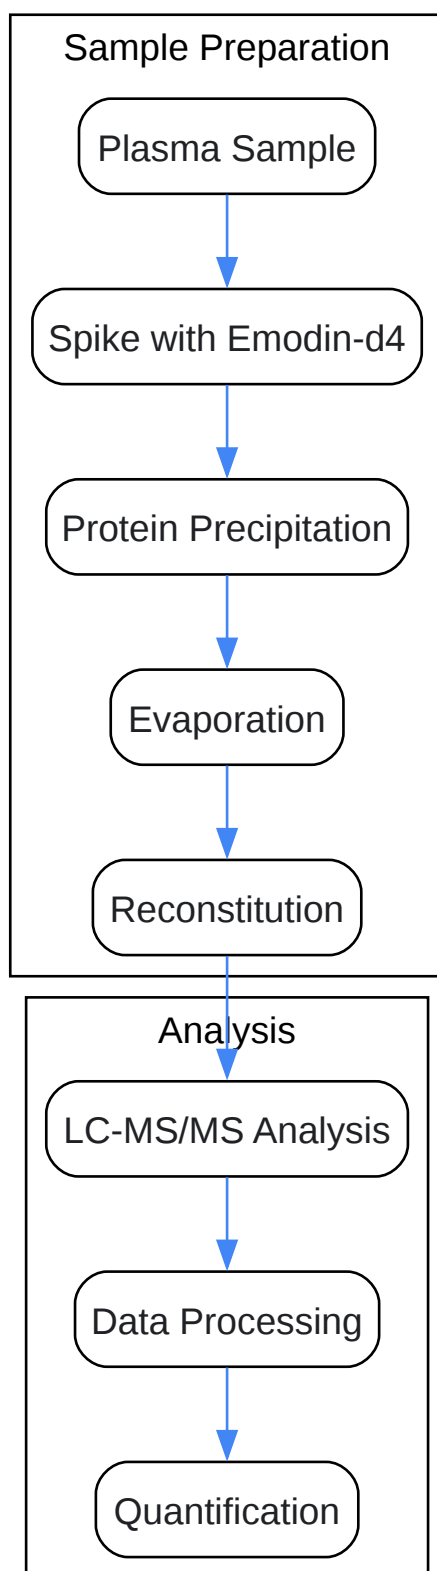 Sample Preparation
Plasma Sample
Spike with Emodin-d4
Protein Precipitation
Evaporation
Reconstitution
Analysis
LC-MS/MS Analysis
Data Processing
Quantification